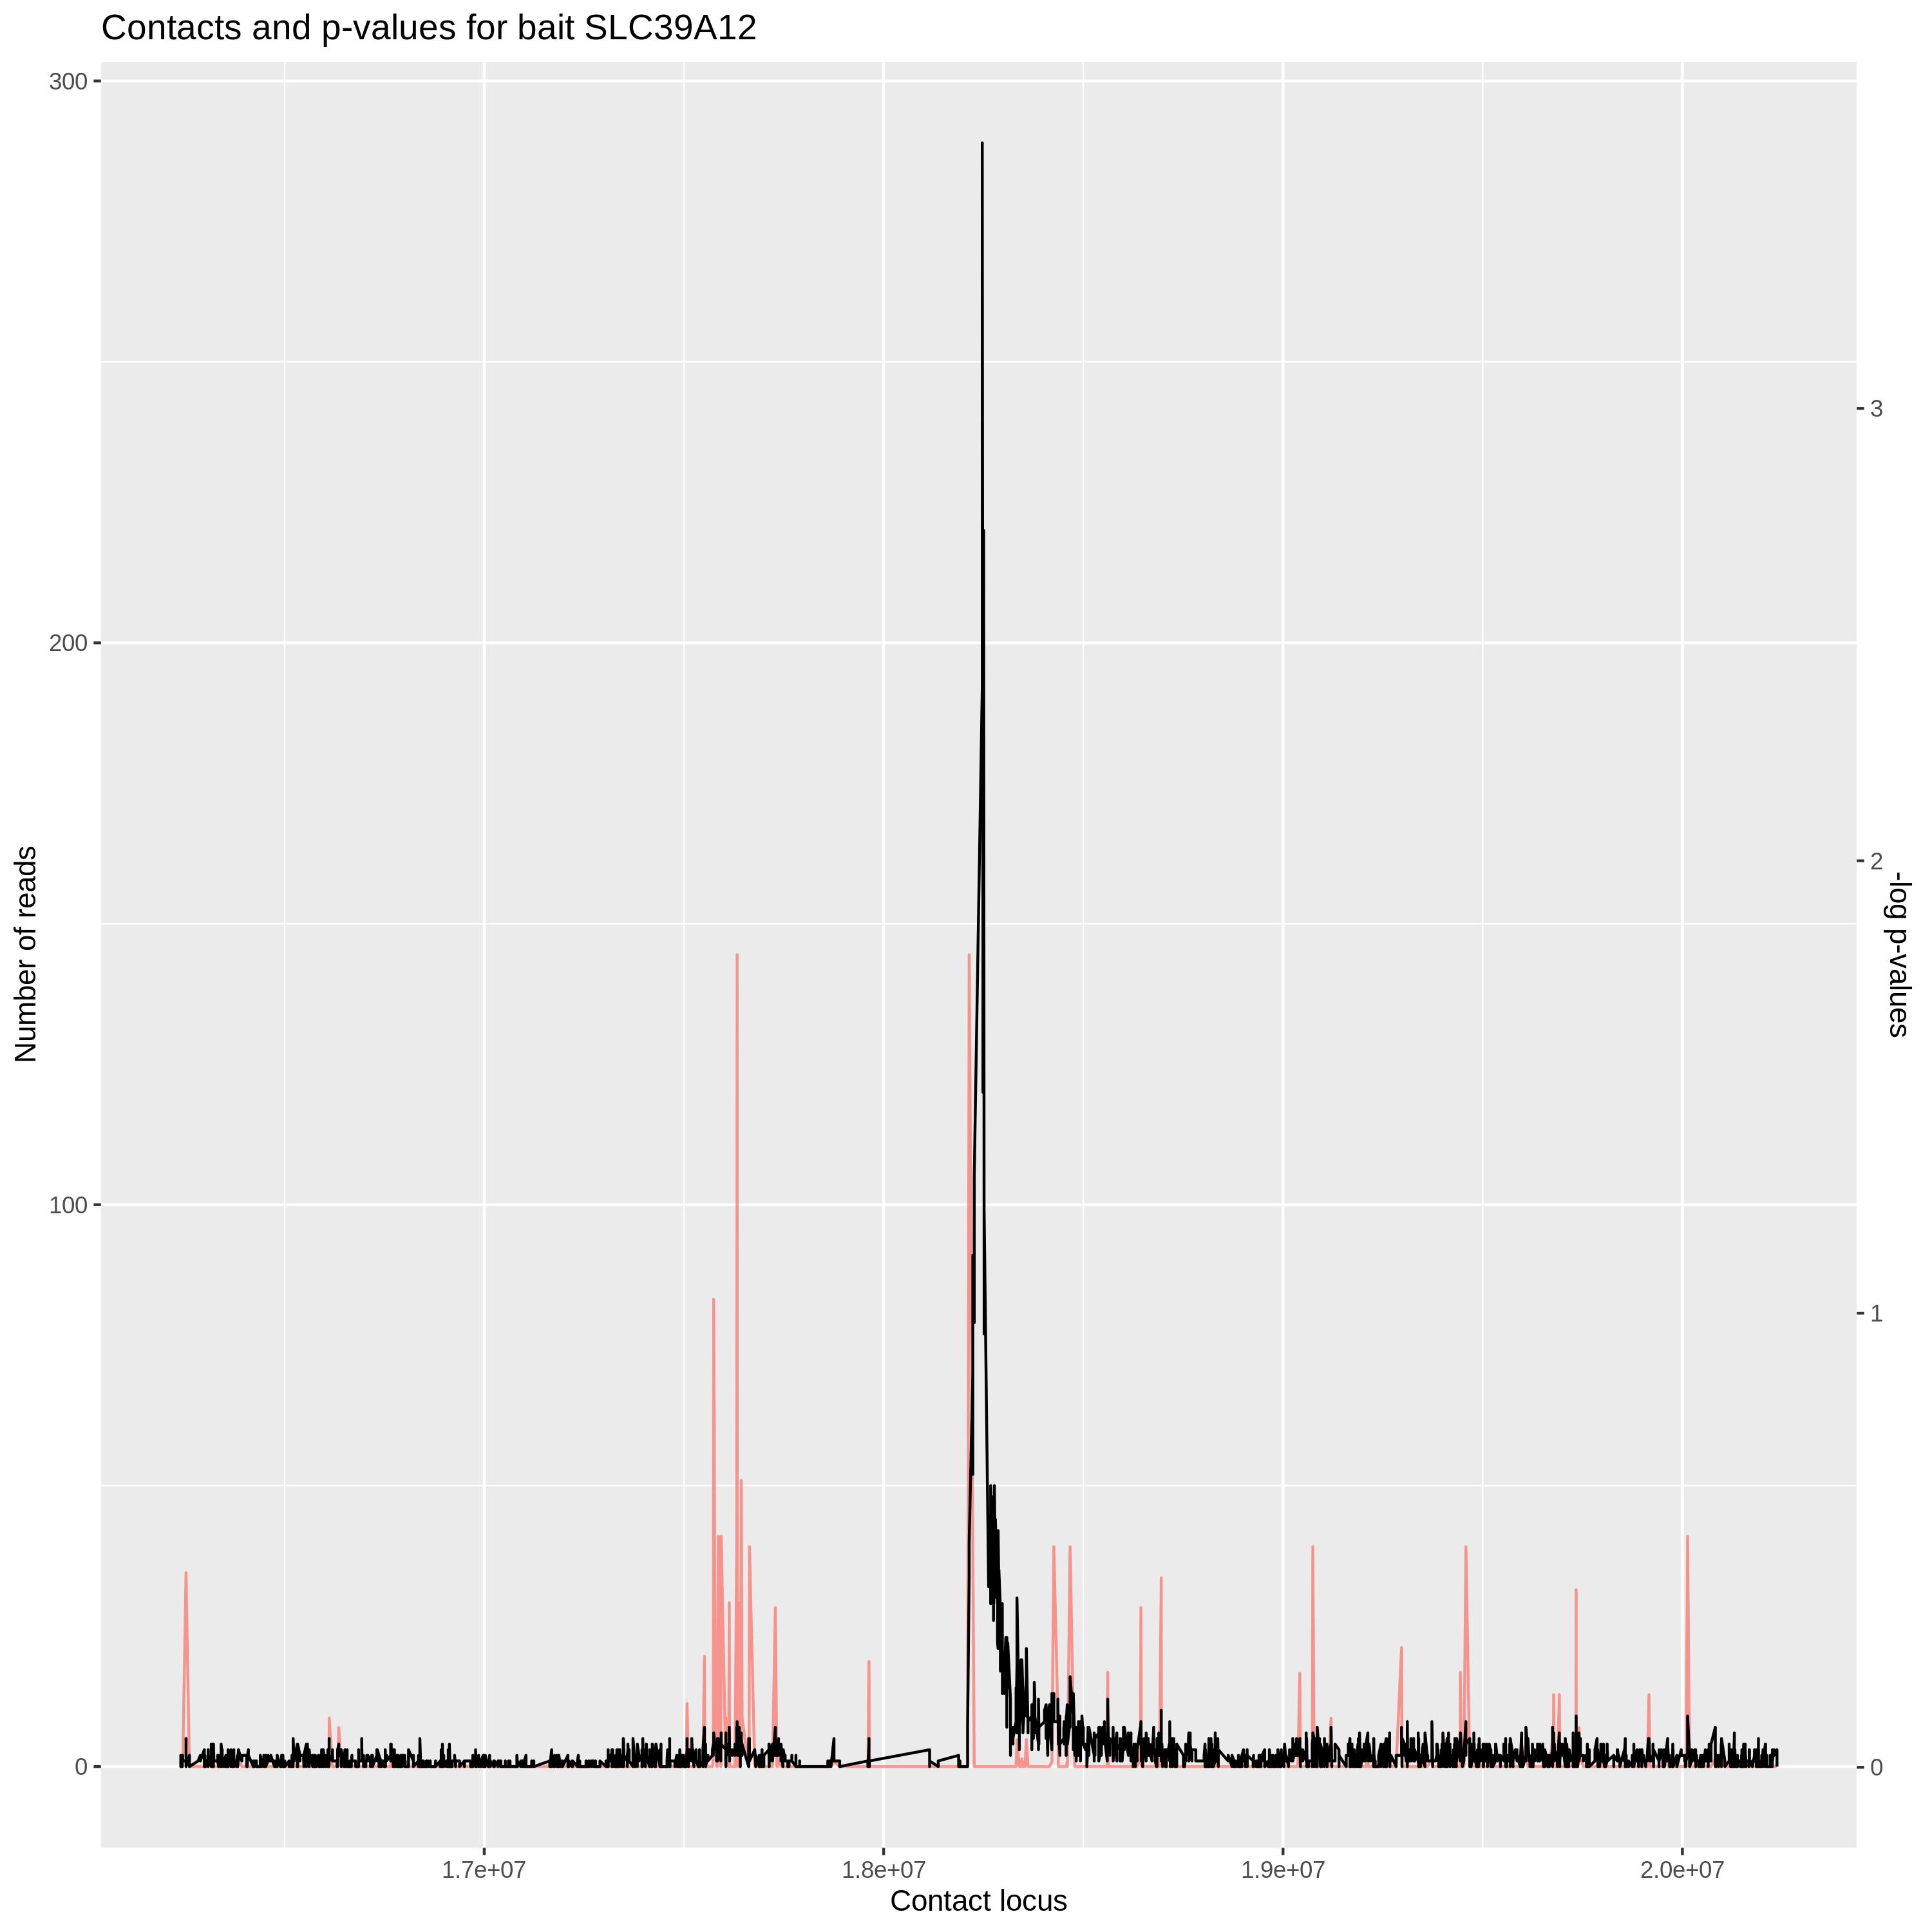 Contacts and p-values for bait SLC39A12
300
200
100
0
Number of reads
3
2
1
0
-log p-values
1.7e+07
1.8e+07
1.9e+07
2.0e+07
Contact locus